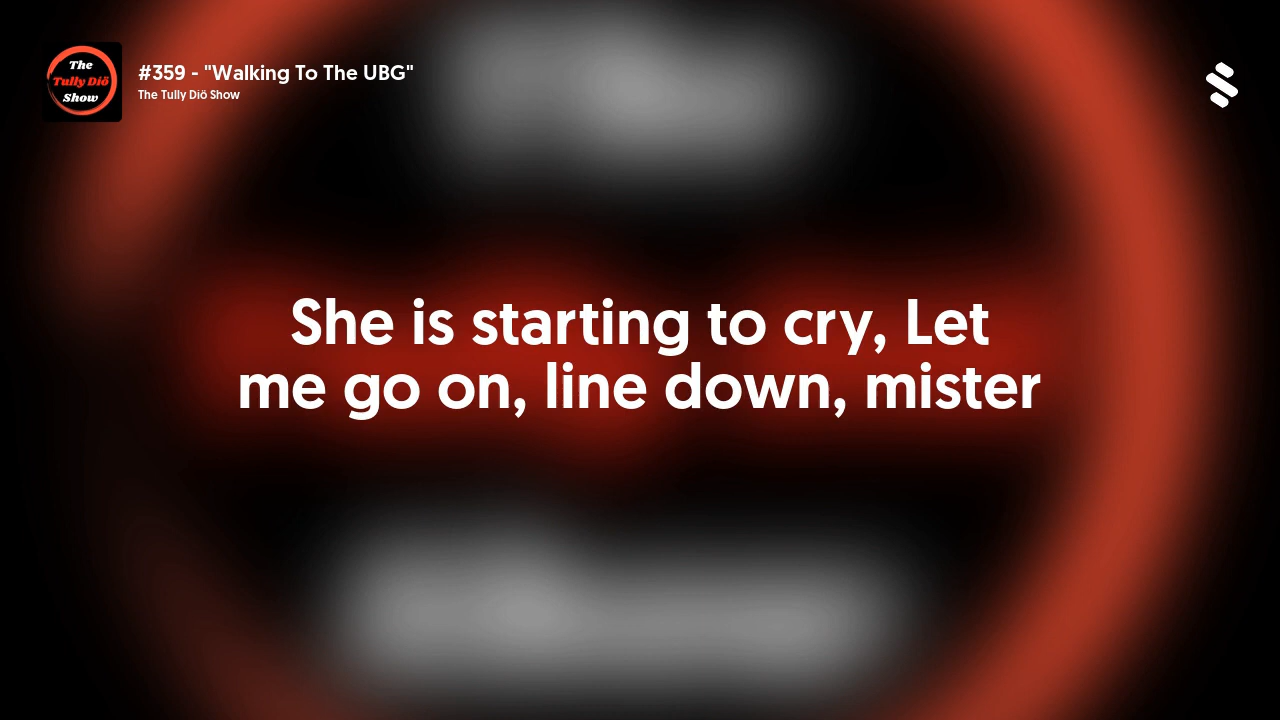 The
Tully Diö
Show
#359 - "Walking To The UBG"
The Tully Diö Show
She is starting to cry, Let
me go on, line down, mister